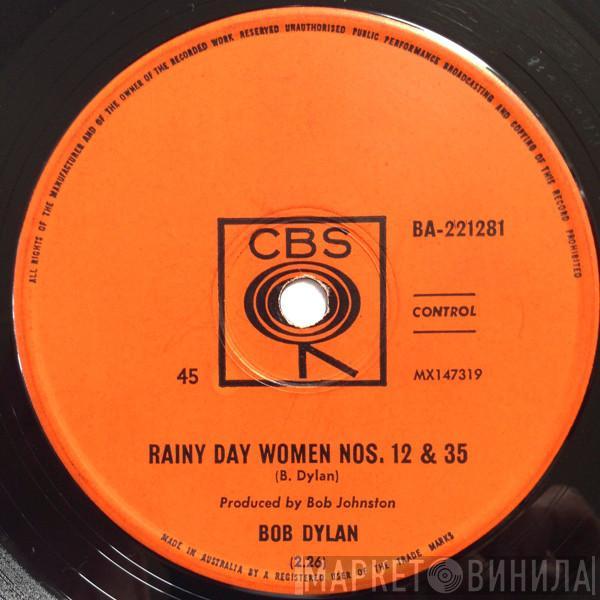 ALL RIGHTS OF THE MANUFACTURER AND OF THE OWNER OF THE RECORDED WORK RESERVED UNAUTHORISED PUBLIC PERFORMANCE BROADCASTING AND COPYING OF THIS RECORD PROHIBITED
CBS
BA-221281
CONTROL
45
MX147319
RAINY DAY WOMEN NOS. 12 & 35
(B. Dylan)
Produced by Bob Johnston
BOB DYLAN
(2.26)
MADE IN AUSTRALIA BY A REGISTERED USER OF THE TRADE MARKS
МАРКЕТ ВИНИЛА